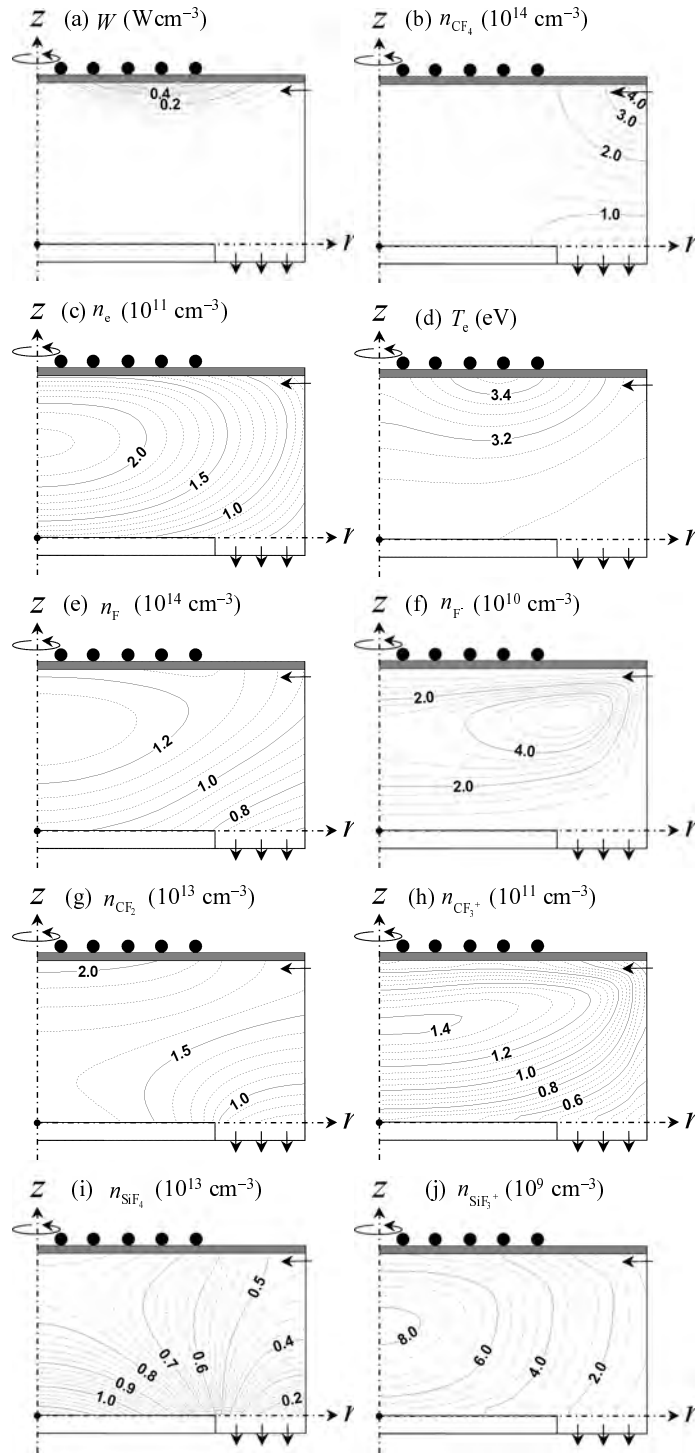 (a) W (Wcm⁻³)
(b) n_CF₄ (10¹⁴ cm⁻³)
z
z
0.4
0.2
4.0
3.0
2.0
1.0
r
r
(c) nₑ (10¹¹ cm⁻³)
(d) Tₑ (eV)
z
z
2.0
1.5
1.0
3.4
3.2
r
r
(e) n_F (10¹⁴ cm⁻³)
(f) n_F⁻ (10¹⁰ cm⁻³)
z
z
1.2
1.0
0.8
2.0
4.0
2.0
r
r
(g) n_CF₂ (10¹³ cm⁻³)
(h) n_CF₃⁺ (10¹¹ cm⁻³)
z
z
2.0
1.5
1.0
1.4
1.2
1.0
0.8
0.6
r
r
(i) n_SiF₄ (10¹³ cm⁻³)
(j) n_SiF₃⁺ (10⁹ cm⁻³)
z
z
0.5
0.4
0.6
0.7
0.8
0.9
1.0
0.2
8.0
6.0
4.0
2.0
r
r